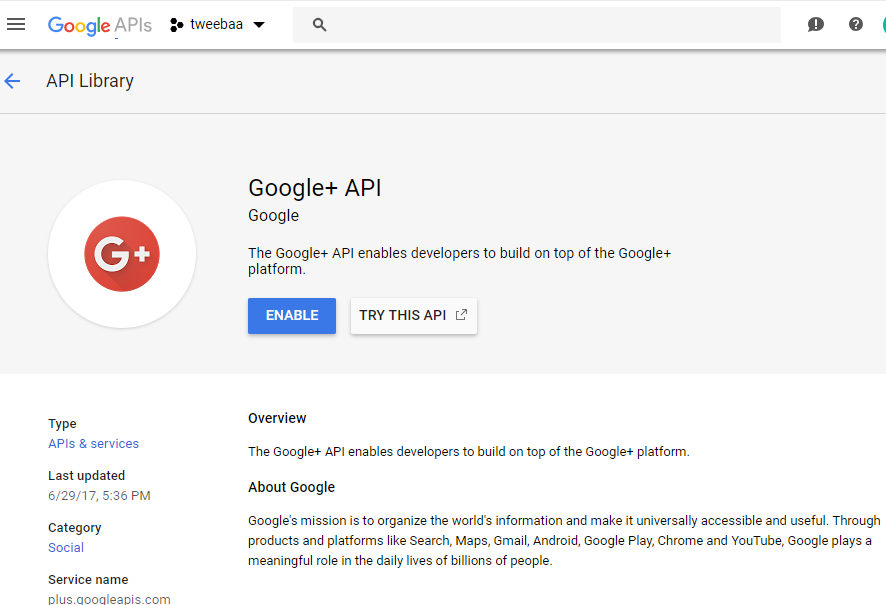 Google APIs tweebaa
API Library
Google+ API
Google
The Google+ API enables developers to build on top of the Google+
platform.
G+
ENABLE TRY THIS API
Type
APIs & services
Last updated
6/29/17, 5:36 PM
Category
Social
Service name
plus.googleapis.com
Overview
The Google+ API enables developers to build on top of the Google+ platform.
About Google
Google's mission is to organize the world's information and make it universally accessible and useful. Through
products and platforms like Search, Maps, Gmail, Android, Google Play, Chrome and YouTube, Google plays a
meaningful role in the daily lives of billions of people.